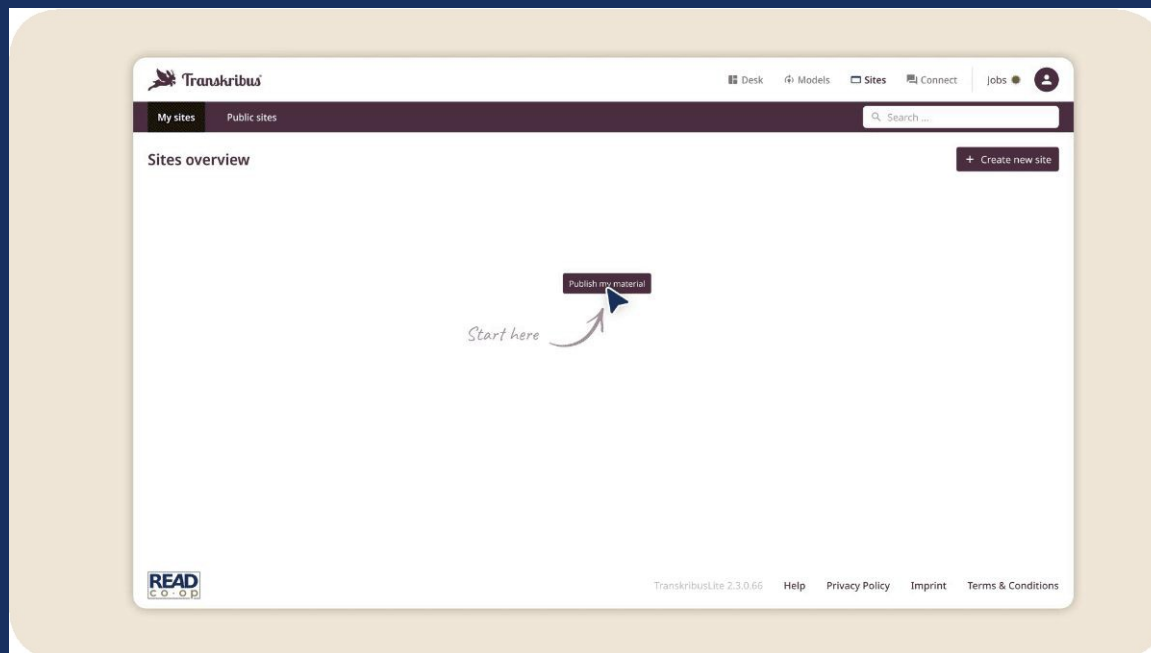 Transkribus
Desk Models Sites Connect Jobs
My sites Public sites Search ...
Sites overview + Create new site
Publish my material
Start here
READ
co-op
TranskribusLite 2.3.0.66 Help Privacy Policy Imprint Terms & Conditions